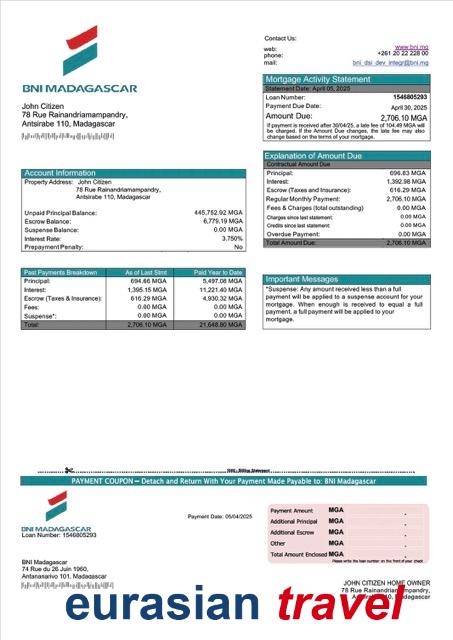 Contact Us:
web: www.bni.mg
phone: +261 20 22 228 00
mail: bni_dsi_dev_integr@bni.mg
BNI MADAGASCAR
John Citizen
78 Rue Rainandriamampandry,
Antsirabe 110, Madagascar
Mortgage Activity Statement
Statement Date: April 05, 2025
Loan Number: 1546805293
Payment Due Date: April 30, 2025
Amount Due: 2,706.10 MGA
If payment is received after 30/04/25, a late fee of 104.49 MGA will
be charged. If the Amount Due changes, the late fee may also
change based on the terms of your mortgage.
Account Information
Property Address: John Citizen
78 Rue Rainandriamampandry,
Antsirabe 110, Madagascar
Unpaid Principal Balance: 445,752.92 MGA
Escrow Balance: 6,779.19 MGA
Suspense Balance: 0.00 MGA
Interest Rate: 3.750%
Prepayment Penalty: No
Explanation of Amount Due
Contractual Amount Due
Principal: 696.83 MGA
Interest: 1,392.98 MGA
Escrow (Taxes and Insurance): 616.29 MGA
Regular Monthly Payment: 2,706.10 MGA
Fees & Charges (total outstanding) 0.00 MGA
Charges since last statement: 0.00 MGA
Credits since last statement: 0.00 MGA
Overdue Payment: 0.00 MGA
Total Amount Due: 2,706.10 MGA
Past Payments Breakdown As of Last Stmt Paid Year to Date
Principal: 694.66 MGA 5,497.08 MGA
Interest: 1,395.15 MGA 11,221.40 MGA
Escrow (Taxes & Insurance): 616.29 MGA 4,930.32 MGA
Fees: 0.00 MGA 0.00 MGA
Suspense*: 0.00 MGA 0.00 MGA
Total: 2,706.10 MGA 21,648.80 MGA
Important Messages
*Suspense: Any amount received less than a full
payment will be applied to a suspense account for your
mortgage. When enough is received to equal a full
payment, a full payment will be applied to your
mortgage.
PAYMENT COUPON – Detach and Return With Your Payment Made Payable to: BNI Madagascar
BNI MADAGASCAR
Loan Number: 1546805293
Payment Date: 05/04/2025
Payment Amount MGA
Additional Principal MGA
Additional Escrow MGA
Other MGA
Total Amount Enclosed MGA
Please write the loan number on the front of your check.
BNI Madagascar
74 Rue du 26 Juin 1960,
Antananarivo 101, Madagascar
JOHN CITIZEN HOME OWNER
78 Rue Rainandriamampandry,
Antsirabe 110, Madagascar
eurasian travel